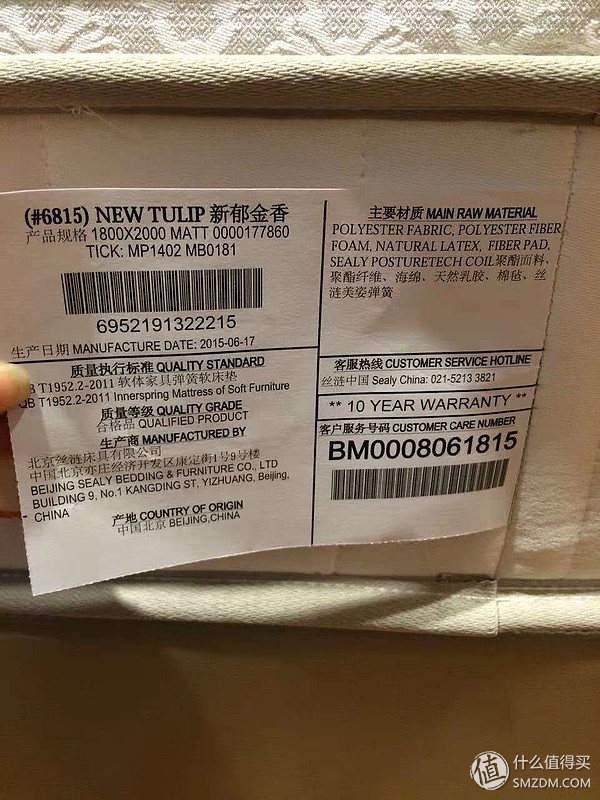 (#6815) NEW TULIP 新郁金香
产品规格 1800X2000 MATT 0000177860
TICK: MP1402 MB0181
6952191322215
生产日期 MANUFACTURE DATE: 2015-06-17
质量执行标准 QUALITY STANDARD
QB T1952.2-2011 软体家具弹簧软床垫
QB T1952.2-2011 Innerspring Mattress of Soft Furniture
质量等级 QUALITY GRADE
合格品 QUALIFIED PRODUCT
生产商 MANUFACTURED BY
北京丝涟床具有限公司
中国北京亦庄经济开发区康定街1号9号楼
BEIJING SEALY BEDDING & FURNITURE CO., LTD
BUILDING 9, No.1 KANGDING ST, YIZHUANG, Beijing,
CHINA
产地 COUNTRY OF ORIGIN
中国北京 BEIJING,CHINA
主要材质 MAIN RAW MATERIAL
POLYESTER FABRIC, POLYESTER FIBER
FOAM, NATURAL LATEX, FIBER PAD,
SEALY POSTURETECH COIL聚酯面料、
聚酯纤维、海绵、天然乳胶、棉毡、丝
涟美姿弹簧
客服热线 CUSTOMER SERVICE HOTLINE
丝涟中国 Sealy China: 021-5213 3821
** 10 YEAR WARRANTY **
客户服务号码 CUSTOMER CARE NUMBER
BM0008061815
值 什么值得买
SMZDM.COM